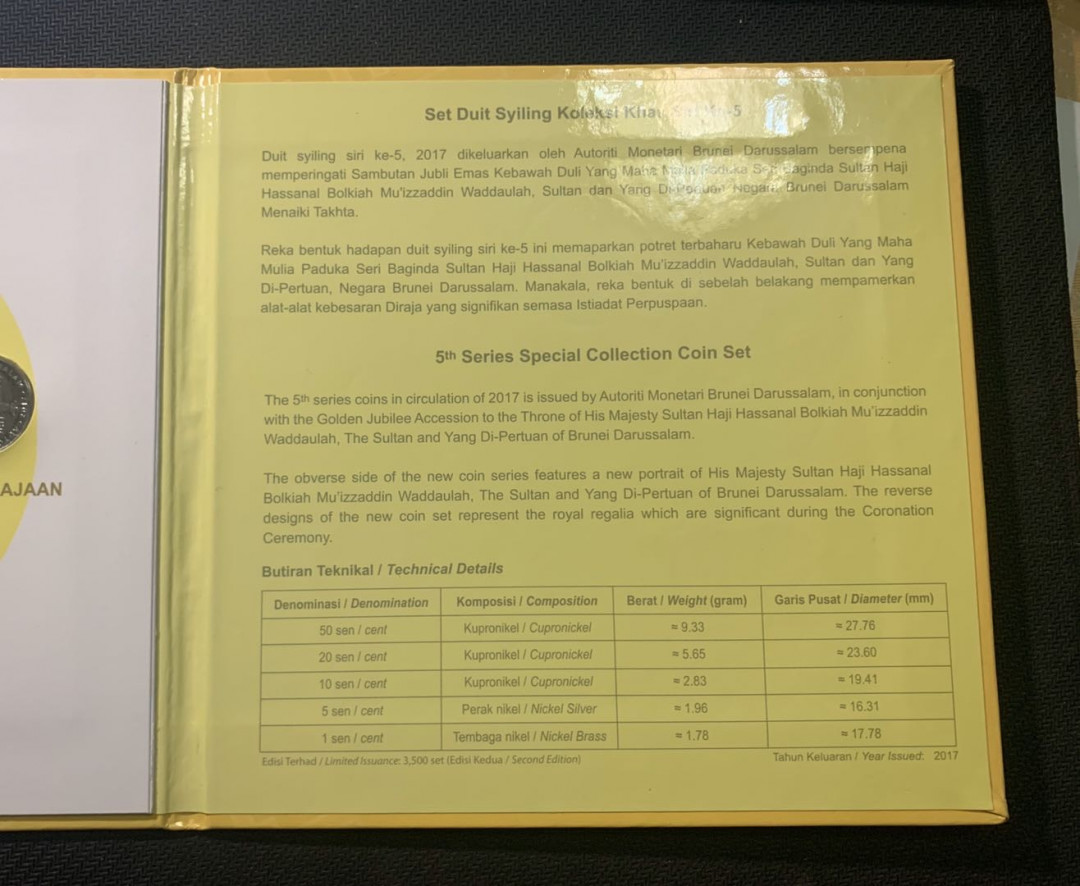 Set Duit Syiling Koleksi
Duit syiling siri ke-5, 2017 dikeluarkan oleh Autoriti Monetari Brunei Darussalam bersempena
memperingati Sambutan Jubli Emas Kebawah Duli Yang Maha Mulia Paduka Seri Baginda Sultan Haji
Hassanal Bolkiah Mu'izzaddin Waddaulah, Sultan dan Yang Di-Pertuan Negara Brunei Darussalam
Menaiki Takhta.
Reka bentuk hadapan duit syiling siri ke-5 ini memaparkan potret terbaharu Kebawah Duli Yang Maha
Mulia Paduka Seri Baginda Sultan Haji Hassanal Bolkiah Mu'izzaddin Waddaulah, Sultan dan Yang
Di-Pertuan, Negara Brunei Darussalam. Manakala, reka bentuk di sebelah belakang mempamerkan
alat-alat kebesaran Diraja yang signifikan semasa Istiadat Perpuspaan.
5th Series Special Collection Coin Set
The 5th series coins in circulation of 2017 is issued by Autoriti Monetari Brunei Darussalam, in conjunction
with the Golden Jubilee Accession to the Throne of His Majesty Sultan Haji Hassanal Bolkiah Mu'izzaddin
Waddaulah, The Sultan and Yang Di-Pertuan of Brunei Darussalam.
The obverse side of the new coin series features a new portrait of His Majesty Sultan Haji Hassanal
Bolkiah Mu'izzaddin Waddaulah, The Sultan and Yang Di-Pertuan of Brunei Darussalam. The reverse
designs of the new coin set represent the royal regalia which are significant during the Coronation
Ceremony.
AJAAN
Butiran Teknikal / Technical Details
Denominasi / Denomination Komposisi / Composition Berat / Weight (gram) Garis Pusat / Diameter (mm)
50 sen / cent Kupronikel / Cupronickel ≈ 9.33 ≈ 27.76
20 sen / cent Kupronikel / Cupronickel ≈ 5.65 ≈ 23.60
10 sen / cent Kupronikel / Cupronickel ≈ 2.83 ≈ 19.41
5 sen / cent Perak nikel / Nickel Silver ≈ 1.96 ≈ 16.31
1 sen / cent Tembaga nikel / Nickel Brass ≈ 1.78 ≈ 17.78
Edisi Terhad / Limited Issuance: 3,500 set (Edisi Kedua / Second Edition) Tahun Keluaran / Year Issued: 2017